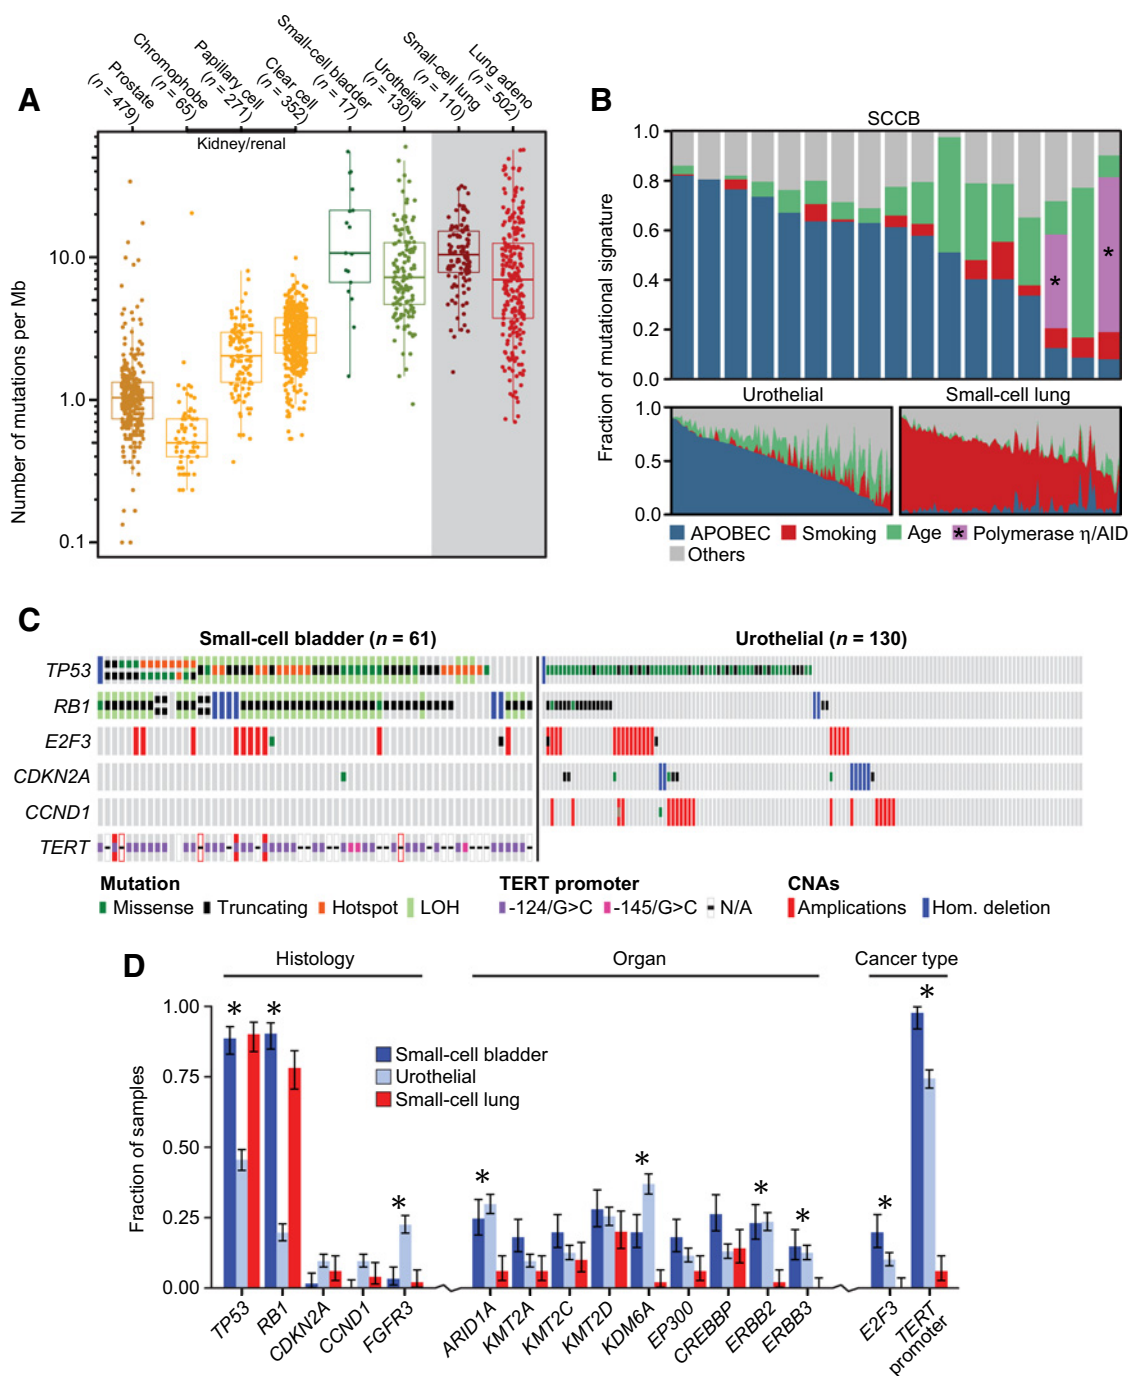 A
Prostate
(n = 479)
Chromophobe
(n = 65)
Papillary cell
(n = 271)
Clear cell
(n = 352)
Small-cell bladder
(n = 17)
Urothelial
(n = 130)
Small-cell lung
(n = 110)
Lung adeno
(n = 502)
Kidney/renal
Number of mutations per Mb
10.0
1.0
0.1
B
SCCB
Fraction of mutational signature
1.0
0.8
0.6
0.4
0.2
0.0
*
*
Urothelial
Small-cell lung
1.0
0.5
0.0
APOBEC
Smoking
Age
* Polymerase η/AID
Others
C
Small-cell bladder (n = 61)
Urothelial (n = 130)
TP53
RB1
E2F3
CDKN2A
CCND1
TERT
Mutation
Missense
Truncating
Hotspot
LOH
TERT promoter
-124/G>C
-145/G>C
N/A
CNAs
Amplications
Hom. deletion
D
Histology
Organ
Cancer type
Fraction of samples
1.00
0.75
0.50
0.25
0.00
Small-cell bladder
Urothelial
Small-cell lung
* * * * * * * * *
TP53
RB1
CDKN2A
CCND1
FGFR3
ARID1A
KMT2A
KMT2C
KMT2D
KDM6A
EP300
CREBBP
ERBB2
ERBB3
E2F3
TERT
promoter